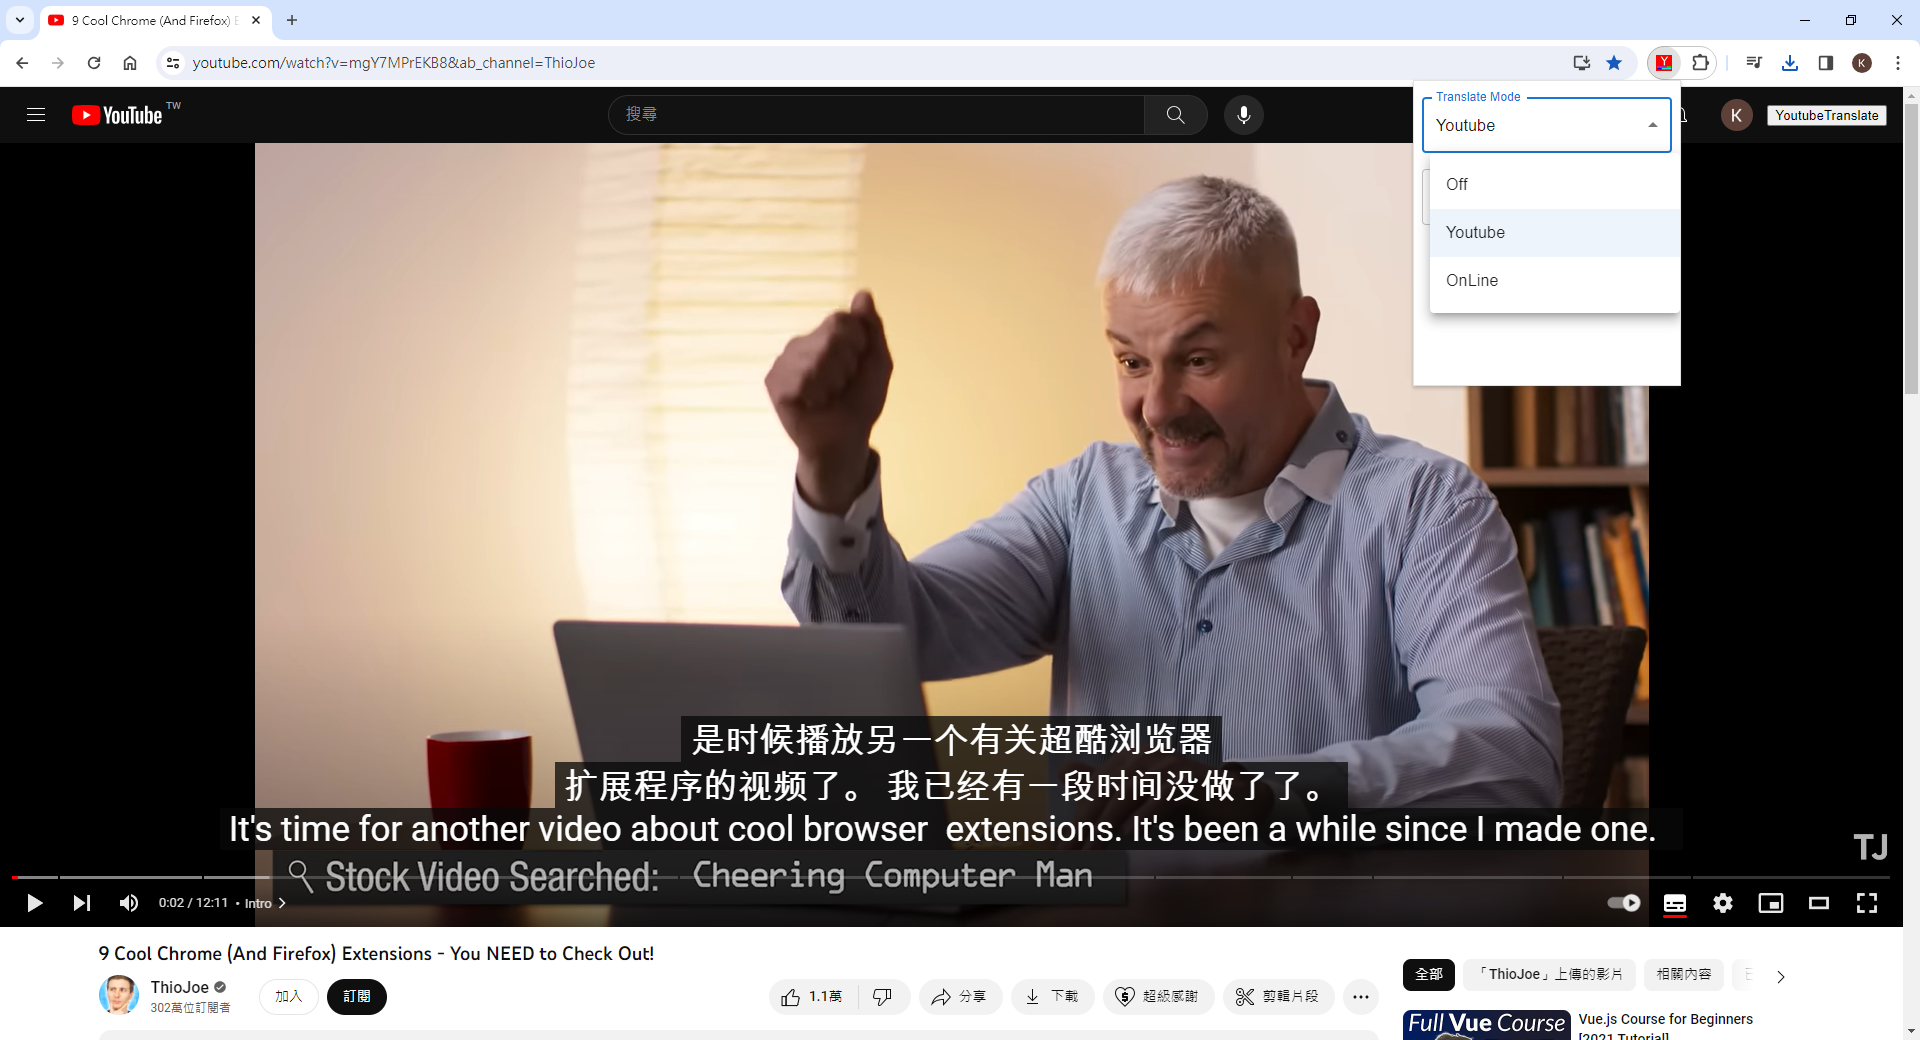 9 Cool Chrome (And Firefox) E
youtube.com/watch?v=mgY7MPrEKB8&ab_channel=ThioJoe
Y
K
Translate Mode
Youtube
Off
Youtube
OnLine
YouTube TW
搜尋
K
YoutubeTranslate
是时候播放另一个有关超酷浏览器
扩展程序的视频了。 我已经有一段时间没做了了。
It's time for another video about cool browser  extensions. It's been a while since I made one.
TJ
Stock Video Searched: Cheering Computer Man
0:02 / 12:11 • Intro
9 Cool Chrome (And Firefox) Extensions - You NEED to Check Out!
ThioJoe
302萬位訂閱者
加入
訂閱
1.1萬
分享
下載
超級感謝
剪輯片段
全部
「ThioJoe」上傳的影片
相關內容
Full Vue Course
Vue.js Course for Beginners
[2021 Tutorial]